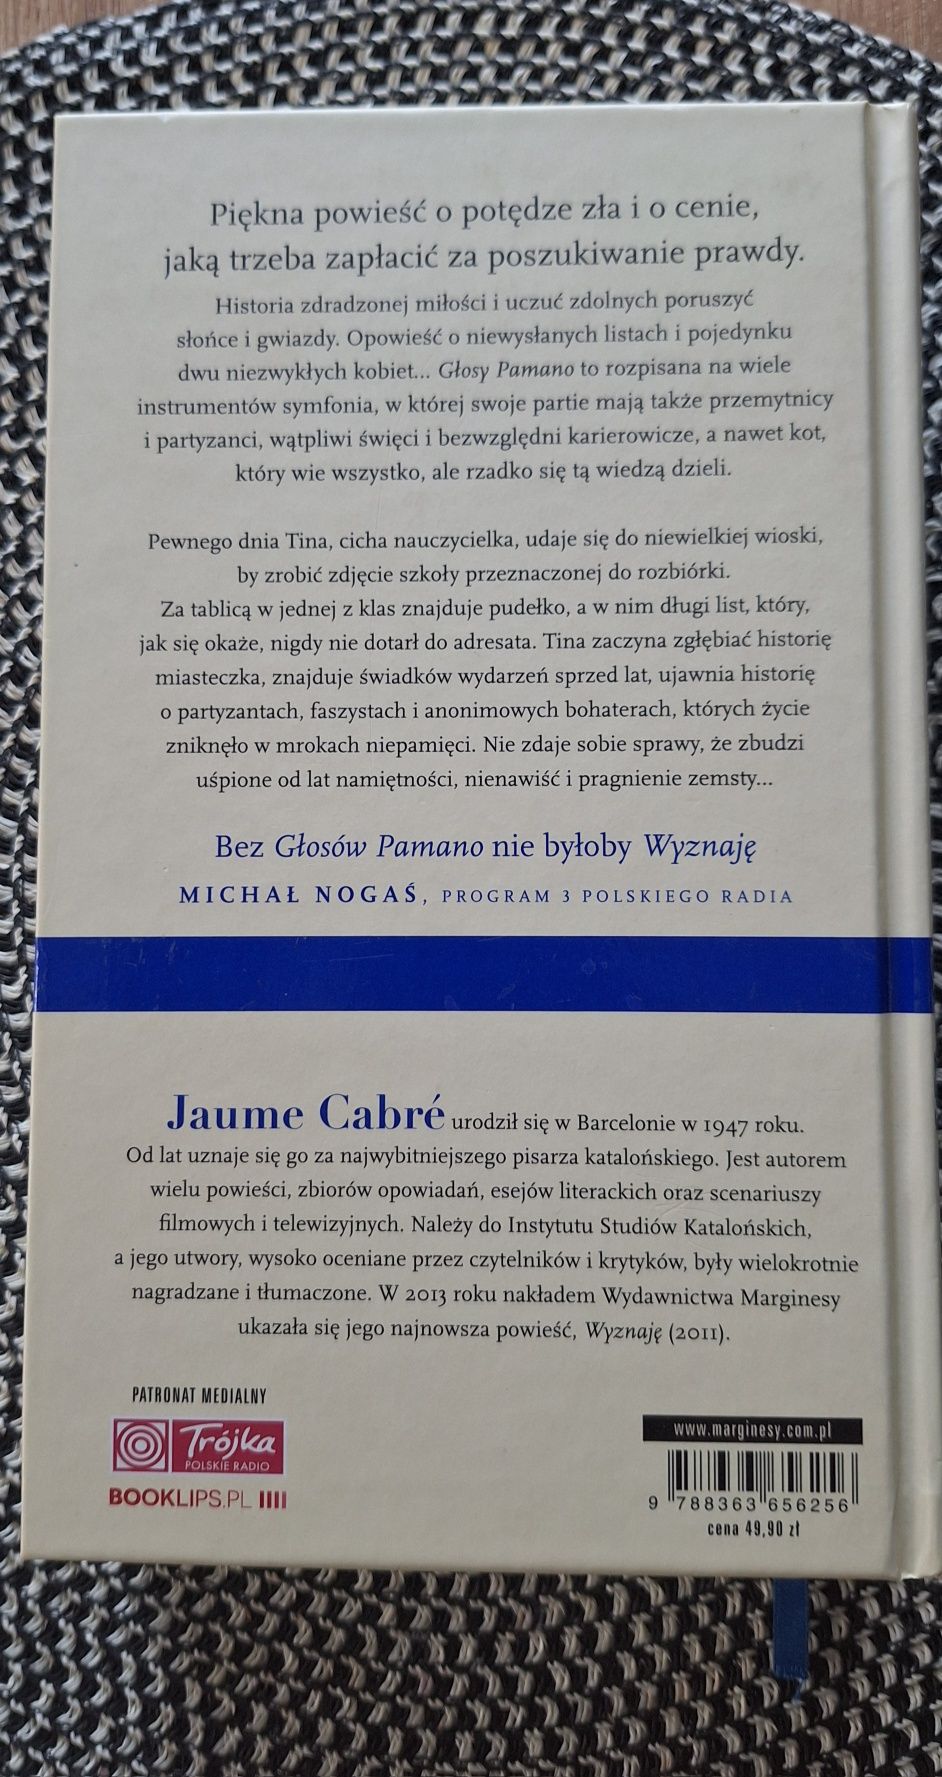 Piękna powieść o potędze zła i o cenie,
jaką trzeba zapłacić za poszukiwanie prawdy.
Historia zdradzonej miłości i uczuć zdolnych poruszyć
słońce i gwiazdy. Opowieść o niewysłanych listach i pojedynku
dwu niezwykłych kobiet... Głosy Pamano to rozpisana na wiele
instrumentów symfonia, w której swoje partie mają także przemytnicy
i partyzanci, wątpliwi święci i bezwzględni karierowicze, a nawet kot,
który wie wszystko, ale rzadko się tą wiedzą dzieli.
Pewnego dnia Tina, cicha nauczycielka, udaje się do niewielkiej wioski,
by zrobić zdjęcie szkoły przeznaczonej do rozbiórki.
Za tablicą w jednej z klas znajduje pudełko, a w nim długi list, który,
jak się okaże, nigdy nie dotarł do adresata. Tina zaczyna zgłębiać historię
miasteczka, znajduje świadków wydarzeń sprzed lat, ujawnia historię
o partyzantach, faszystach i anonimowych bohaterach, których życie
zniknęło w mrokach niepamięci. Nie zdaje sobie sprawy, że zbudzi
uśpione od lat namiętności, nienawiść i pragnienie zemsty...
Bez Głosów Pamano nie byłoby Wyznaję
MICHAŁ NOGAŚ, PROGRAM 3 POLSKIEGO RADIA
Jaume Cabré urodził się w Barcelonie w 1947 roku.
Od lat uznaje się go za najwybitniejszego pisarza katalońskiego. Jest autorem
wielu powieści, zbiorów opowiadań, esejów literackich oraz scenariuszy
filmowych i telewizyjnych. Należy do Instytutu Studiów Katalońskich,
a jego utwory, wysoko oceniane przez czytelników i krytyków, były wielokrotnie
nagradzane i tłumaczone. W 2013 roku nakładem Wydawnictwa Marginesy
ukazała się jego najnowsza powieść, Wyznaję (2011).
PATRONAT MEDIALNY
Trójka
POLSKIE RADIO
BOOKLIPS.PL
www.marginesy.com.pl
9 788363 656256
cena 49,90 zł